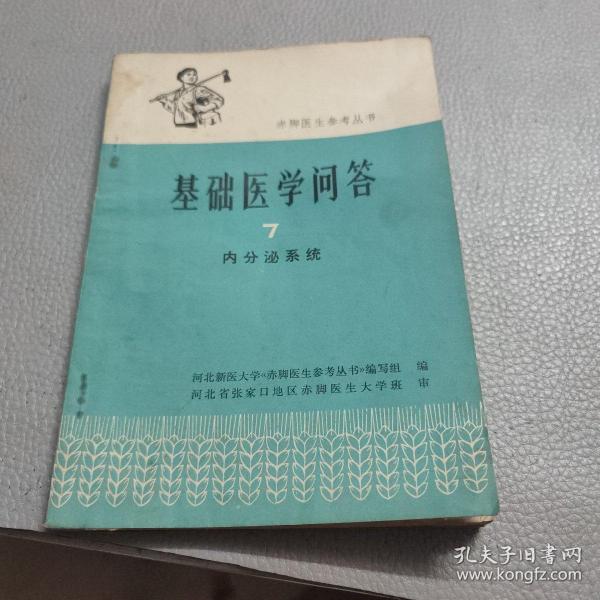 赤脚医生参考丛书
基础医学问答
7
内分泌系统
河北新医大学《赤脚医生参考丛书》编写组 编
河北省张家口地区赤脚医生大学班 审
孔夫子旧书网
www.kongfz.com